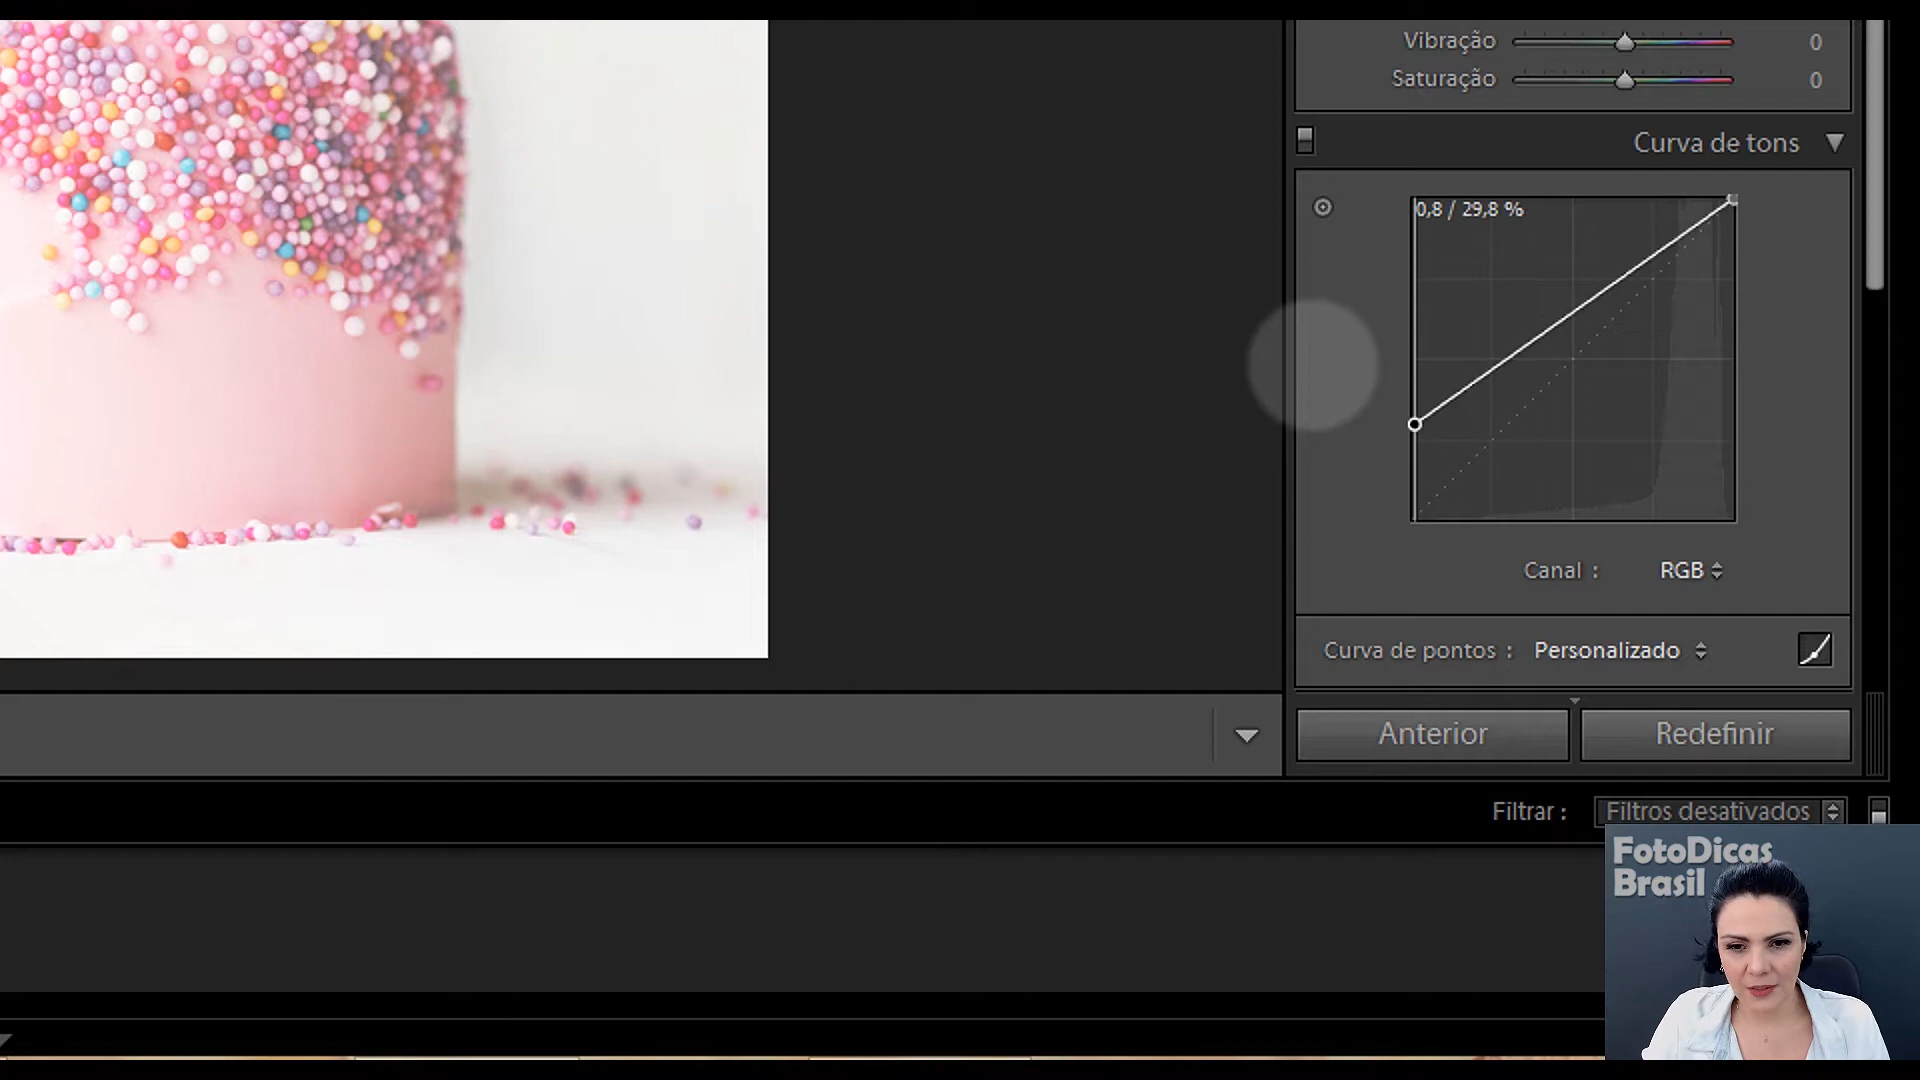 Vibração 0
Saturação 0
Curva de tons
0,8 / 29,8 %
Canal : RGB
Curva de pontos : Personalizado
Anterior Redefinir
Filtrar : Filtros desativados
FotoDicas
Brasil